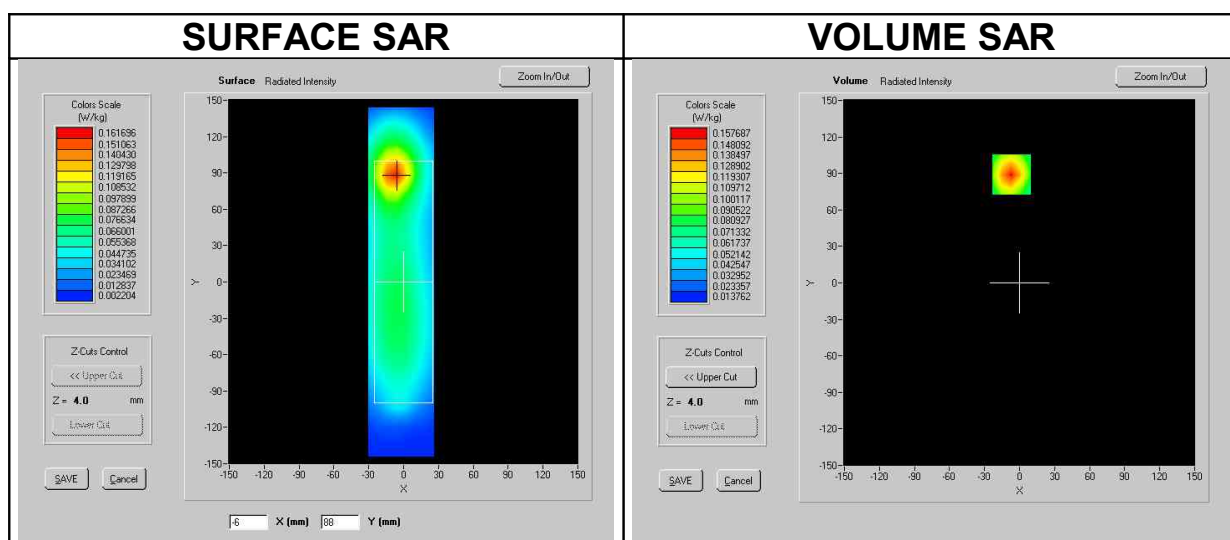 SURFACE SAR
Surface Radiated Intensity
Zoom In/Out
Colors Scale
(W/kg)
0.161696
0.151063
0.140430
0.129798
0.119165
0.108532
0.097899
0.087266
0.076634
0.066001
0.055368
0.044735
0.034102
0.023469
0.012837
0.002204
Z-Cuts Control
<< Upper Cut
Z = 4.0 mm
Lower Cut
SAVE
Cancel
150
120
90
60
30
0
-30
-60
-90
-120
-150
Y
-150 -120 -90 -60 -30 0 30 60 90 120 150
X
-6 X (mm) 88 Y (mm)
VOLUME SAR
Volume Radiated Intensity
Zoom In/Out
Colors Scale
(W/kg)
0.157687
0.148092
0.138497
0.128902
0.119307
0.109712
0.100117
0.090522
0.080927
0.071332
0.061737
0.052142
0.042547
0.032952
0.023357
0.013762
Z-Cuts Control
<< Upper Cut
Z = 4.0 mm
Lower Cut
SAVE
Cancel
150
120
90
60
30
0
-30
-60
-90
-120
-150
Y
-150 -120 -90 -60 -30 0 30 60 90 120 150
X